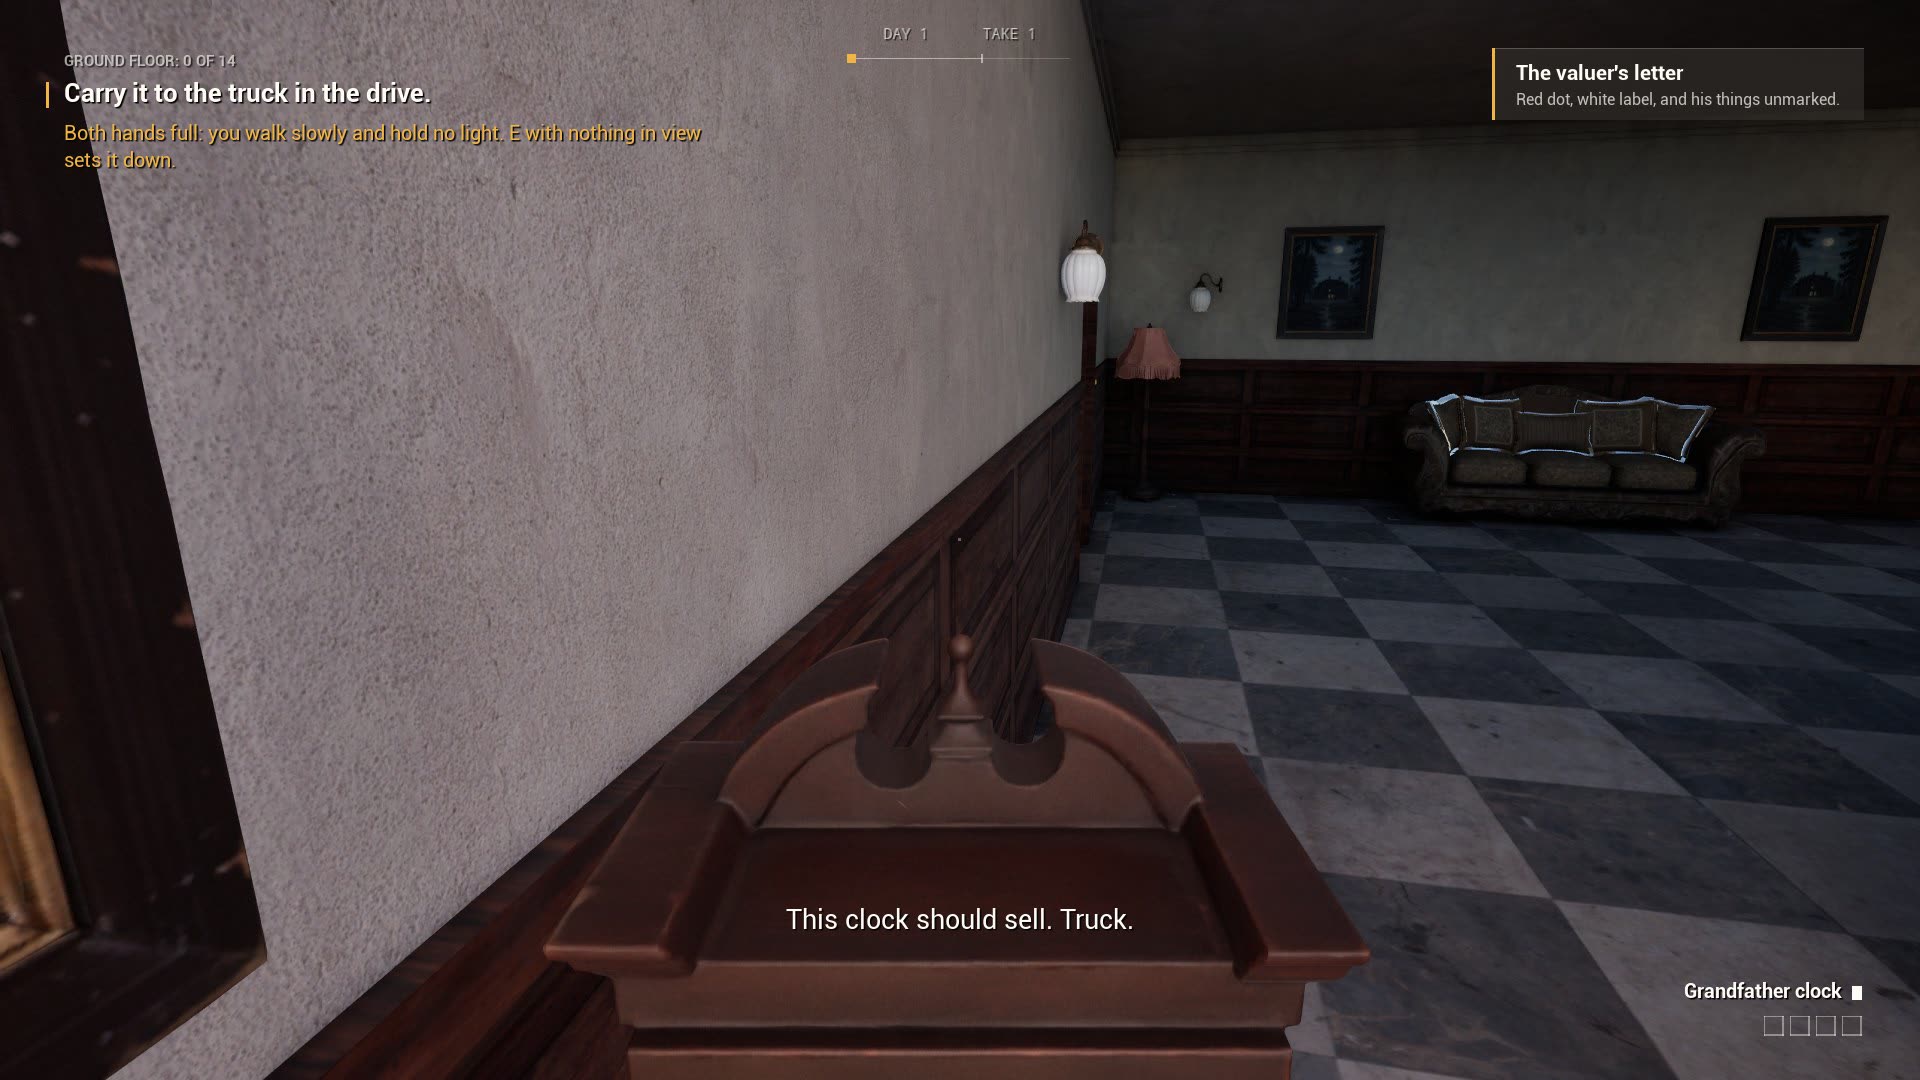 DAY 1 TAKE 1
GROUND FLOOR: 0 OF 14
Carry it to the truck in the drive.
Both hands full: you walk slowly and hold no light. E with nothing in view
sets it down.
The valuer's letter
Red dot, white label, and his things unmarked.
This clock should sell. Truck.
Grandfather clock